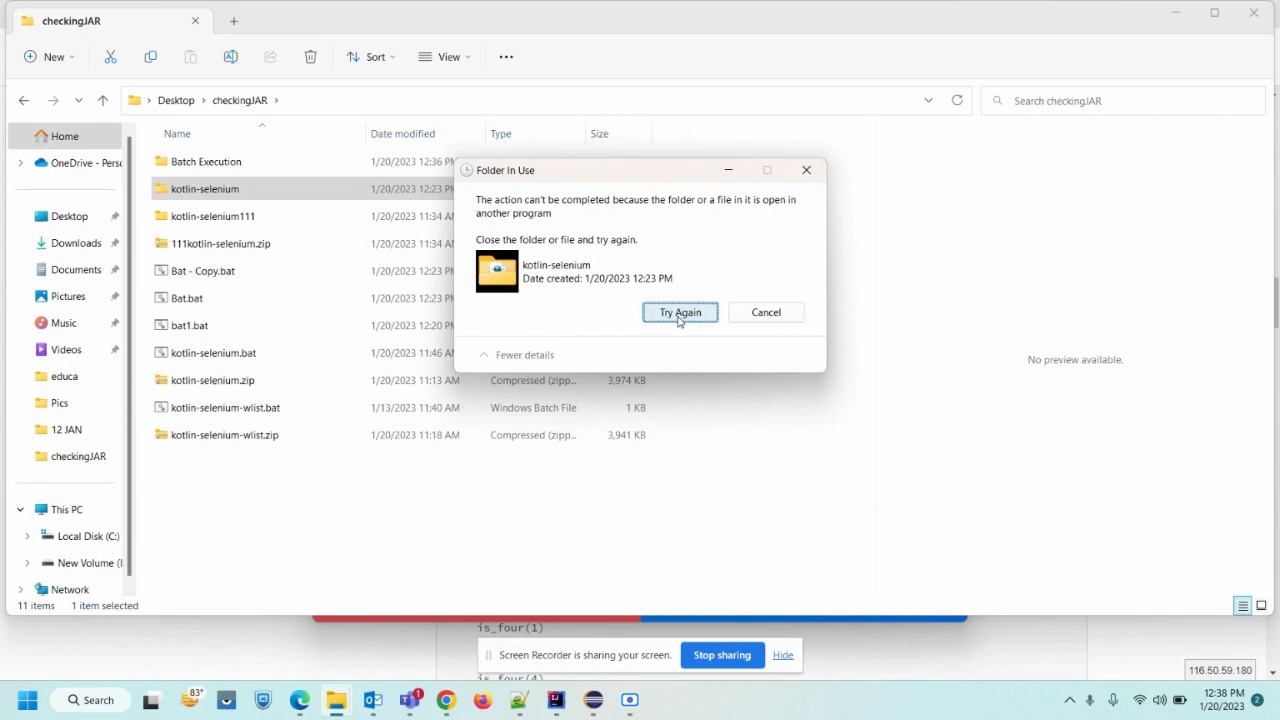 checkingJAR
New
Sort
View
Desktop
checkingJAR
Search checkingJAR
Home
OneDrive - Persc
Desktop
Downloads
Documents
Pictures
Music
Videos
educa
Pics
12 JAN
checkingJAR
This PC
Local Disk (C:)
New Volume (
Network
Name
Date modified
Type
Size
Batch Execution
1/20/2023 12:36 PM
kotlin-selenium
1/20/2023 12:23 PM
kotlin-selenium111
1/20/2023 11:34 AM
111kotlin-selenium.zip
1/20/2023 11:34 AM
Bat - Copy.bat
1/20/2023 12:23 PM
Bat.bat
1/20/2023 12:23 PM
bat1.bat
1/20/2023 12:20 PM
kotlin-selenium.bat
1/20/2023 11:46 AM
kotlin-selenium.zip
1/20/2023 11:13 AM
Compressed (zipp...
3,974 KB
kotlin-selenium-wlist.bat
1/13/2023 11:40 AM
Windows Batch File
1 KB
kotlin-selenium-wlist.zip
1/20/2023 11:18 AM
Compressed (zipp...
3,941 KB
Folder In Use
The action can't be completed because the folder or a file in it is open in
another program
Close the folder or file and try again.
kotlin-selenium
Date created: 1/20/2023 12:23 PM
Try Again
Cancel
Fewer details
No preview available.
11 items
1 item selected
is_four(1)
Screen Recorder is sharing your screen.
Stop sharing
Hide
is_four(4)
116.50.59.180
Search
83°
1
12:38 PM
1/20/2023
2